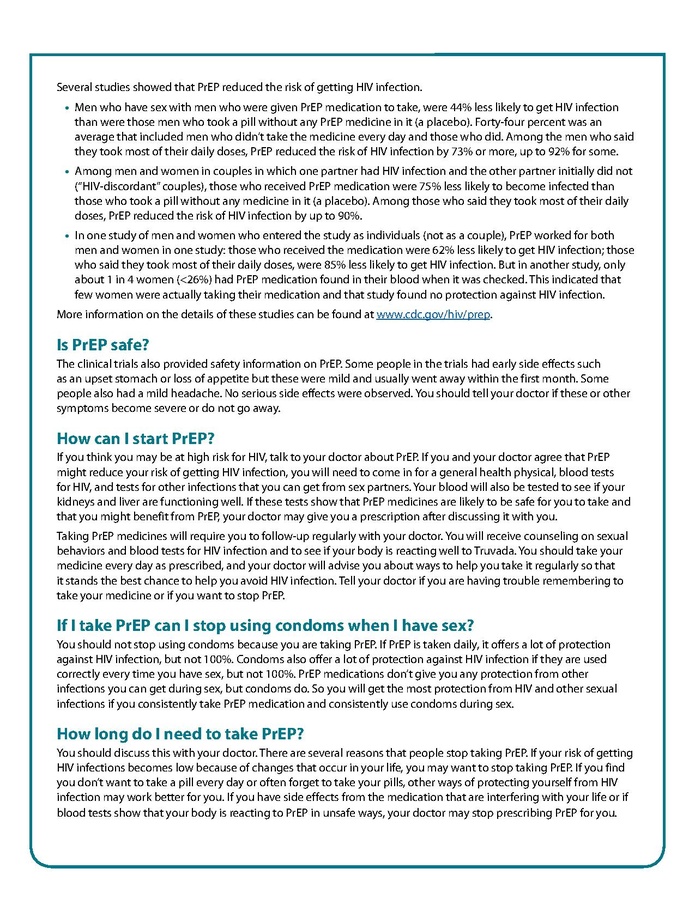 Several studies showed that PrEP reduced the risk of getting HIV infection.
• Men who have sex with men who were given PrEP medication to take, were 44% less likely to get HIV infection
than were those men who took a pill without any PrEP medicine in it (a placebo). Forty-four percent was an
average that included men who didn't take the medicine every day and those who did. Among the men who said
they took most of their daily doses, PrEP reduced the risk of HIV infection by 73% or more, up to 92% for some.
• Among men and women in couples in which one partner had HIV infection and the other partner initially did not
("HIV-discordant" couples), those who received PrEP medication were 75% less likely to become infected than
those who took a pill without any medicine in it (a placebo). Among those who said they took most of their daily
doses, PrEP reduced the risk of HIV infection by up to 90%.
• In one study of men and women who entered the study as individuals (not as a couple), PrEP worked for both
men and women in one study: those who received the medication were 62% less likely to get HIV infection; those
who said they took most of their daily doses, were 85% less likely to get HIV infection. But in another study, only
about 1 in 4 women (<26%) had PrEP medication found in their blood when it was checked. This indicated that
few women were actually taking their medication and that study found no protection against HIV infection.
More information on the details of these studies can be found at www.cdc.gov/hiv/prep.
Is PrEP safe?
The clinical trials also provided safety information on PrEP. Some people in the trials had early side effects such
as an upset stomach or loss of appetite but these were mild and usually went away within the first month. Some
people also had a mild headache. No serious side effects were observed. You should tell your doctor if these or other
symptoms become severe or do not go away.
How can I start PrEP?
If you think you may be at high risk for HIV, talk to your doctor about PrEP. If you and your doctor agree that PrEP
might reduce your risk of getting HIV infection, you will need to come in for a general health physical, blood tests
for HIV, and tests for other infections that you can get from sex partners. Your blood will also be tested to see if your
kidneys and liver are functioning well. If these tests show that PrEP medicines are likely to be safe for you to take and
that you might benefit from PrEP, your doctor may give you a prescription after discussing it with you.
Taking PrEP medicines will require you to follow-up regularly with your doctor. You will receive counseling on sexual
behaviors and blood tests for HIV infection and to see if your body is reacting well to Truvada. You should take your
medicine every day as prescribed, and your doctor will advise you about ways to help you take it regularly so that
it stands the best chance to help you avoid HIV infection. Tell your doctor if you are having trouble remembering to
take your medicine or if you want to stop PrEP.
If I take PrEP can I stop using condoms when I have sex?
You should not stop using condoms because you are taking PrEP. If PrEP is taken daily, it offers a lot of protection
against HIV infection, but not 100%. Condoms also offer a lot of protection against HIV infection if they are used
correctly every time you have sex, but not 100%. PrEP medications don't give you any protection from other
infections you can get during sex, but condoms do. So you will get the most protection from HIV and other sexual
infections if you consistently take PrEP medication and consistently use condoms during sex.
How long do I need to take PrEP?
You should discuss this with your doctor. There are several reasons that people stop taking PrEP. If your risk of getting
HIV infections becomes low because of changes that occur in your life, you may want to stop taking PrEP. If you find
you don't want to take a pill every day or often forget to take your pills, other ways of protecting yourself from HIV
infection may work better for you. If you have side effects from the medication that are interfering with your life or if
blood tests show that your body is reacting to PrEP in unsafe ways, your doctor may stop prescribing PrEP for you.